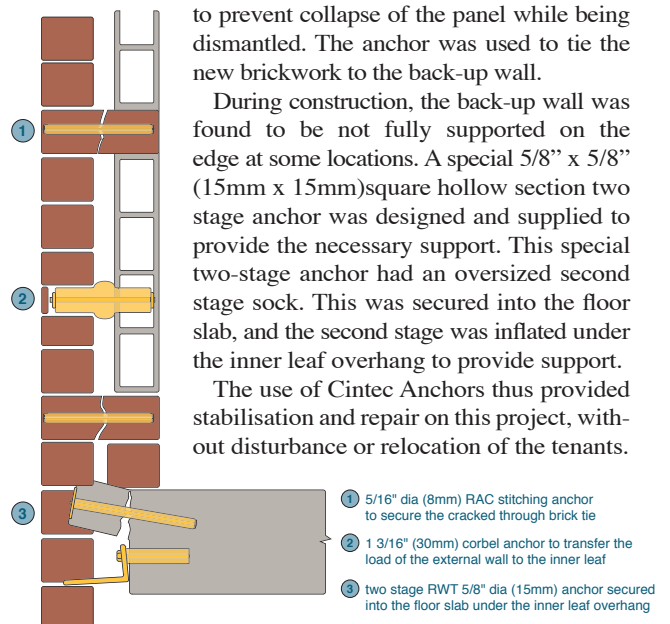 to prevent collapse of the panel while being
dismantled. The anchor was used to tie the
new brickwork to the back-up wall.
During construction, the back-up wall was
found to be not fully supported on the
edge at some locations. A special 5/8” x 5/8”
(15mm x 15mm)square hollow section two
stage anchor was designed and supplied to
provide the necessary support. This special
two-stage anchor had an oversized second
stage sock. This was secured into the floor
slab, and the second stage was inflated under
the inner leaf overhang to provide support.
The use of Cintec Anchors thus provided
stabilisation and repair on this project, with-
out disturbance or relocation of the tenants.
1
2
3
1 5/16" dia (8mm) RAC stitching anchor
to secure the cracked through brick tie
2 1 3/16" (30mm) corbel anchor to transfer the
load of the external wall to the inner leaf
3 two stage RWT 5/8" dia (15mm) anchor secured
into the floor slab under the inner leaf overhang